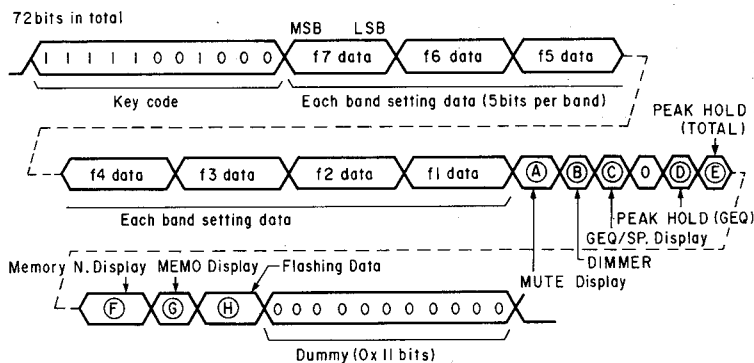 72bits in total
MSB LSB
1 1 1 1 1 0 0 1 0 0 0 f7 data f6 data f5 data
Key code
Each band setting data (5bits per band)
PEAK HOLD
(TOTAL)
f4 data f3 data f2 data f1 data Ⓐ Ⓑ Ⓒ 0 Ⓓ Ⓔ
Each band setting data
PEAK HOLD (GEQ)
GEQ/SP. Display
DIMMER
MUTE Display
Memory N. Display MEMO Display Flashing Data
Ⓕ Ⓖ Ⓗ 0 0 0 0 0 0 0 0 0 0 0
Dummy (0x11 bits)